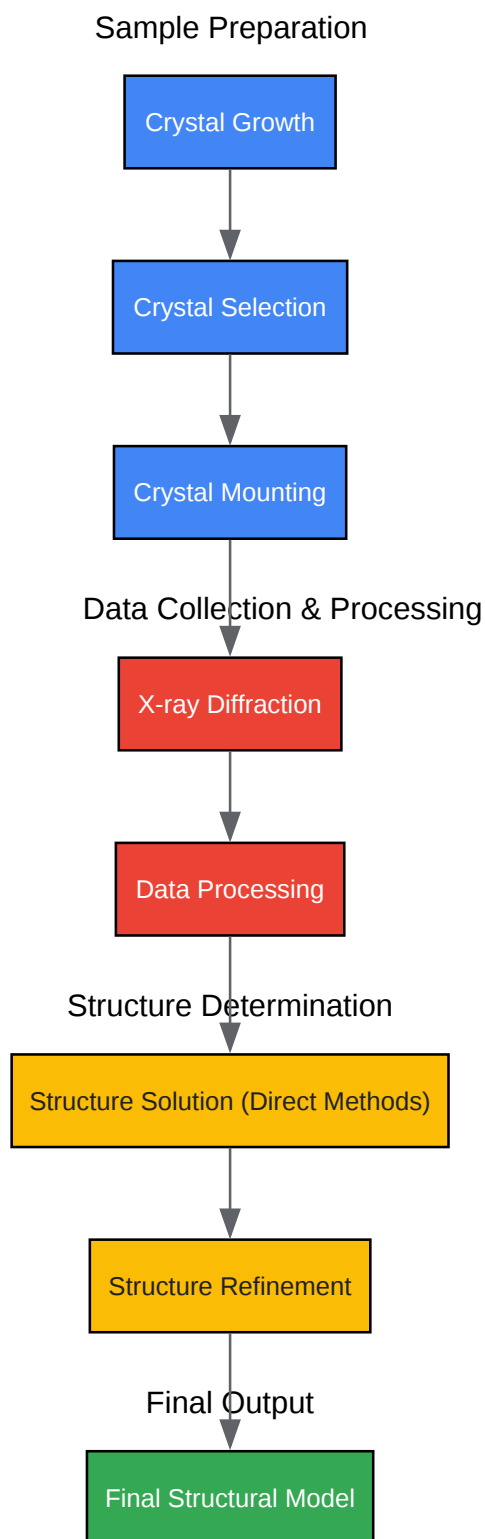 Sample Preparation
Crystal Growth
Crystal Selection
Crystal Mounting
Data Collection & Processing
X-ray Diffraction
Data Processing
Structure Determination
Structure Solution (Direct Methods)
Structure Refinement
Final Output
Final Structural Model